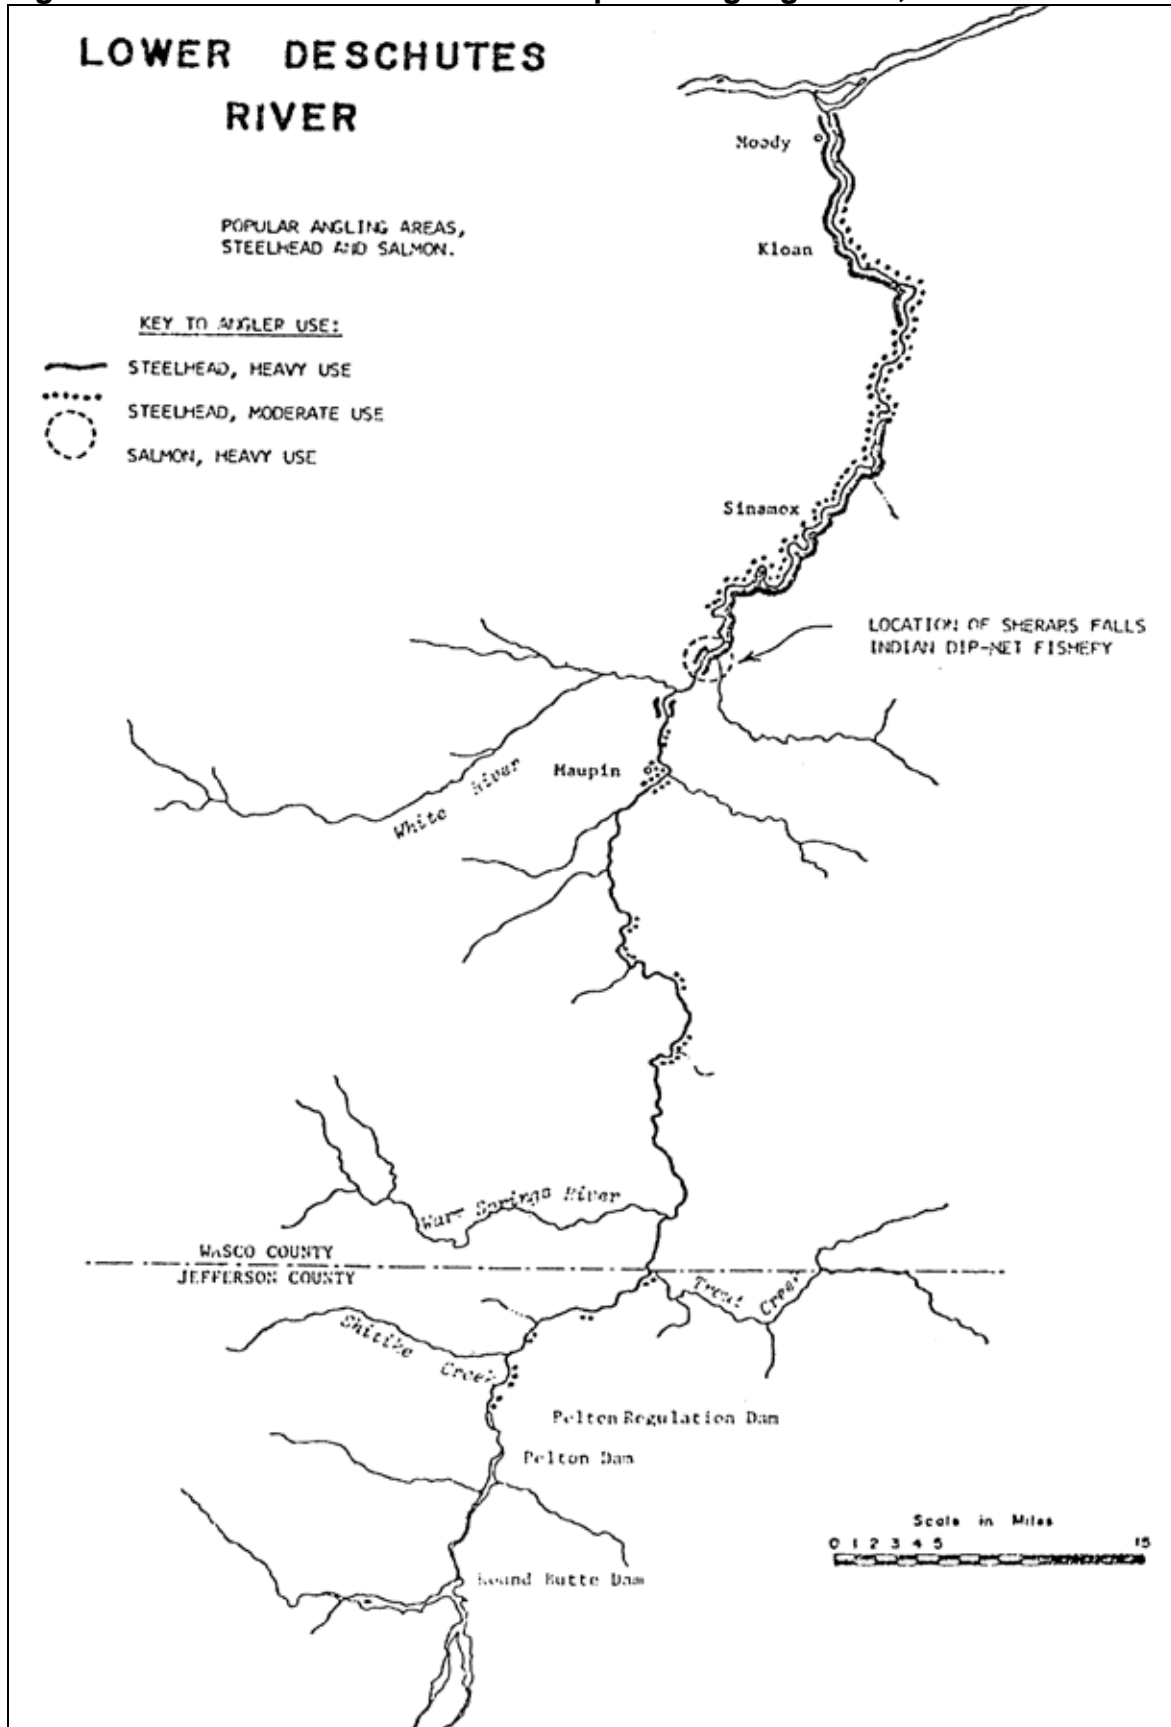 LOWER DESCHUTES
RIVER
POPULAR ANGLING AREAS,
STEELHEAD AND SALMON.
KEY TO ANGLER USE:
STEELHEAD, HEAVY USE
STEELHEAD, MODERATE USE
SALMON, HEAVY USE
Moody
Kloan
Sinamox
LOCATION OF SHERARS FALLS
INDIAN DIP-NET FISHERY
Maupin
White River
Warm Springs River
WASCO COUNTY
JEFFERSON COUNTY
Trout Creek
Shitike
Creek
Pelton Regulation Dam
Pelton Dam
Scale in Miles
0 1 2 3 4 5 15
Round Butte Dam